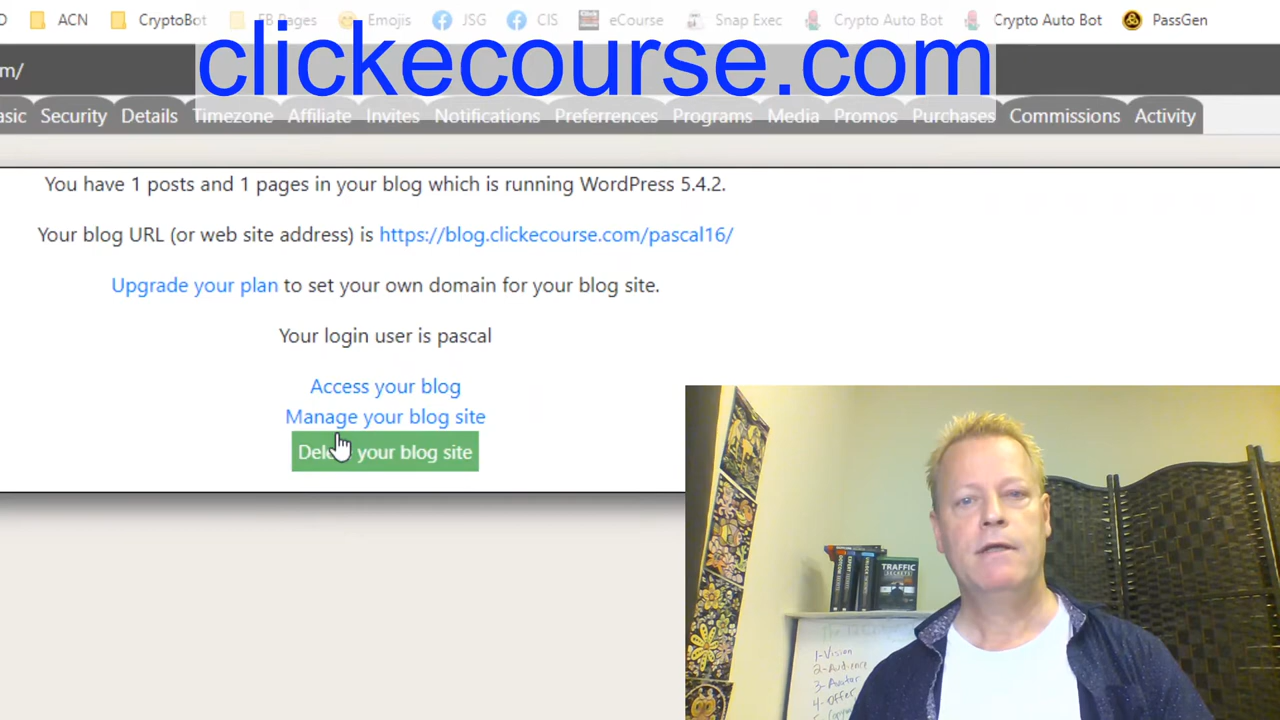 ACN CryptoBot FB Pages Emojis JSG CIS eCourse Snap Exec Crypto Auto Bot Crypto Auto Bot PassGen
clickecourse.com
m/
asic Security Details Timezone Affiliate Invites Notifications Preferrences Programs Media Promos Purchases Commissions Activity
You have 1 posts and 1 pages in your blog which is running WordPress 5.4.2.
Your blog URL (or web site address) is https://blog.clickecourse.com/pascal16/
Upgrade your plan to set your own domain for your blog site.
Your login user is pascal
Access your blog
Manage your blog site
Delete your blog site
TRAFFIC
SECRETS
1-Vision
2-Audience
3-Avatar
4-Offer